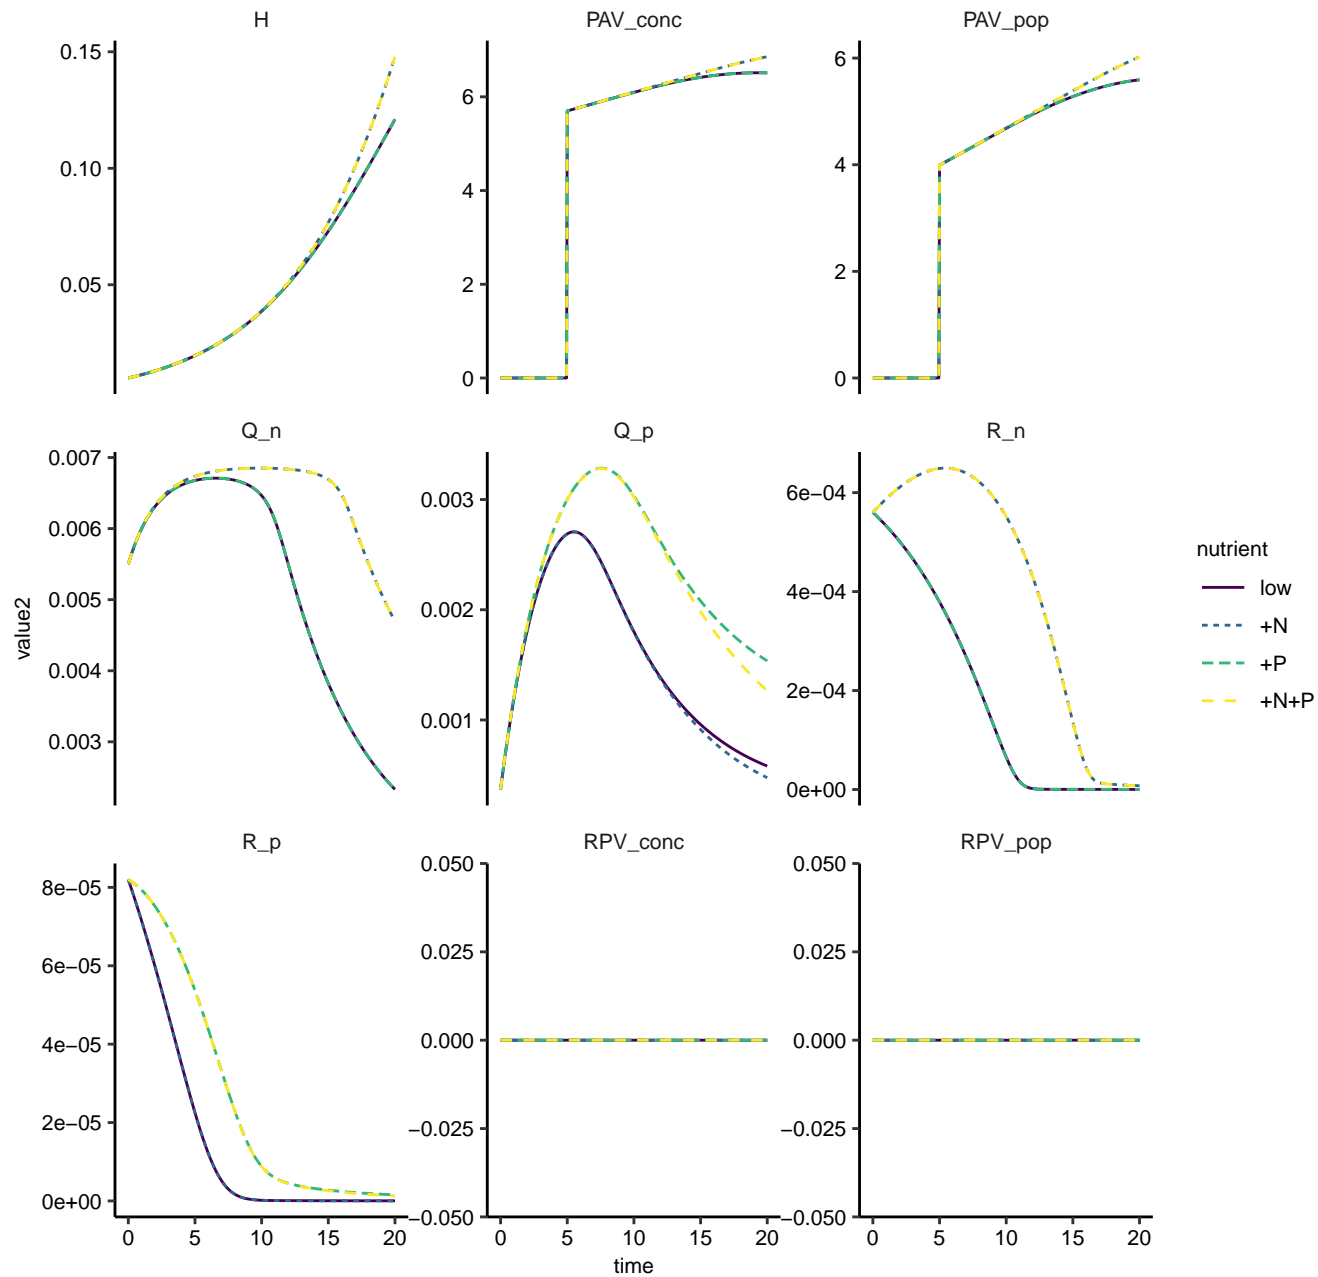 H
PAV_conc
PAV_pop
0.15
0.10
0.05
6
4
2
0
6
4
2
0
Q_n
Q_p
R_n
0.007
0.006
0.005
0.004
0.003
0.003
0.002
0.001
6e−04
4e−04
2e−04
0e+00
R_p
RPV_conc
RPV_pop
8e−05
6e−05
4e−05
2e−05
0e+00
0.050
0.025
0.000
−0.025
−0.050
0.050
0.025
0.000
−0.025
−0.050
0 5 10 15 20
0 5 10 15 20
0 5 10 15 20
time
value2
nutrient
low
+N
+P
+N+P